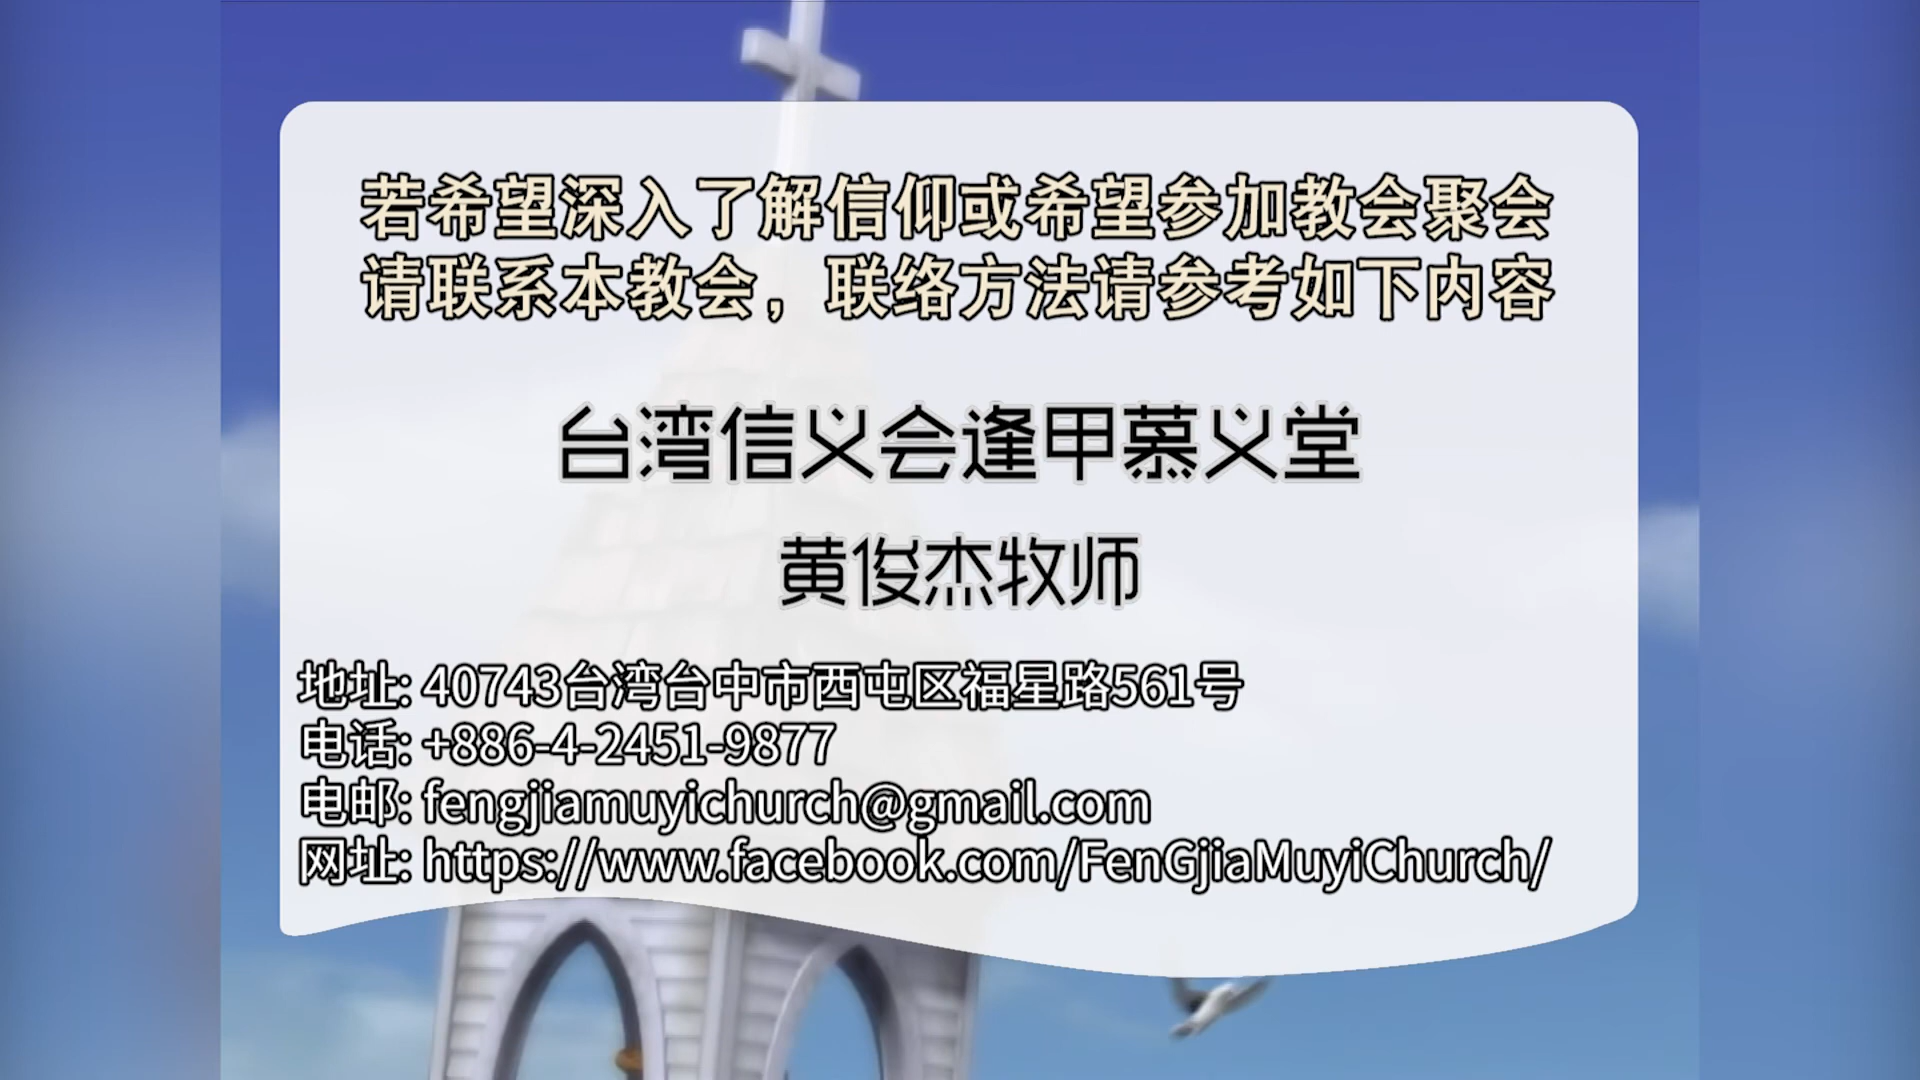 若希望深入了解信仰或希望参加教会聚会
请联系本教会，联络方法请参考如下内容
台湾信义会逢甲慕义堂
黄俊杰牧师
地址: 40743台湾台中市西屯区福星路561号
电话: +886-4-2451-9877
电邮: fengjiamuyichurch@gmail.com
网址: https://www.facebook.com/FenGjiaMuyiChurch/